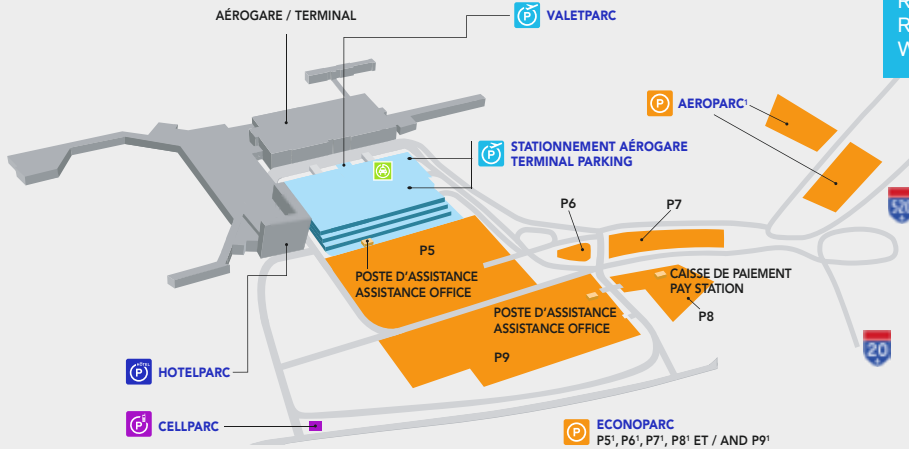 AÉROGARE / TERMINAL
P VALETPARC
R
R
W
P AEROPARC¹
P STATIONNEMENT AÉROGARE
TERMINAL PARKING
520
P6
P7
P5
POSTE D'ASSISTANCE
ASSISTANCE OFFICE
CAISSE DE PAIEMENT
PAY STATION
POSTE D'ASSISTANCE
ASSISTANCE OFFICE
P8
20
P9
P HOTELPARC
P CELLPARC
P ECONOPARC
P5¹, P6¹, P7¹, P8¹ ET / AND P9¹